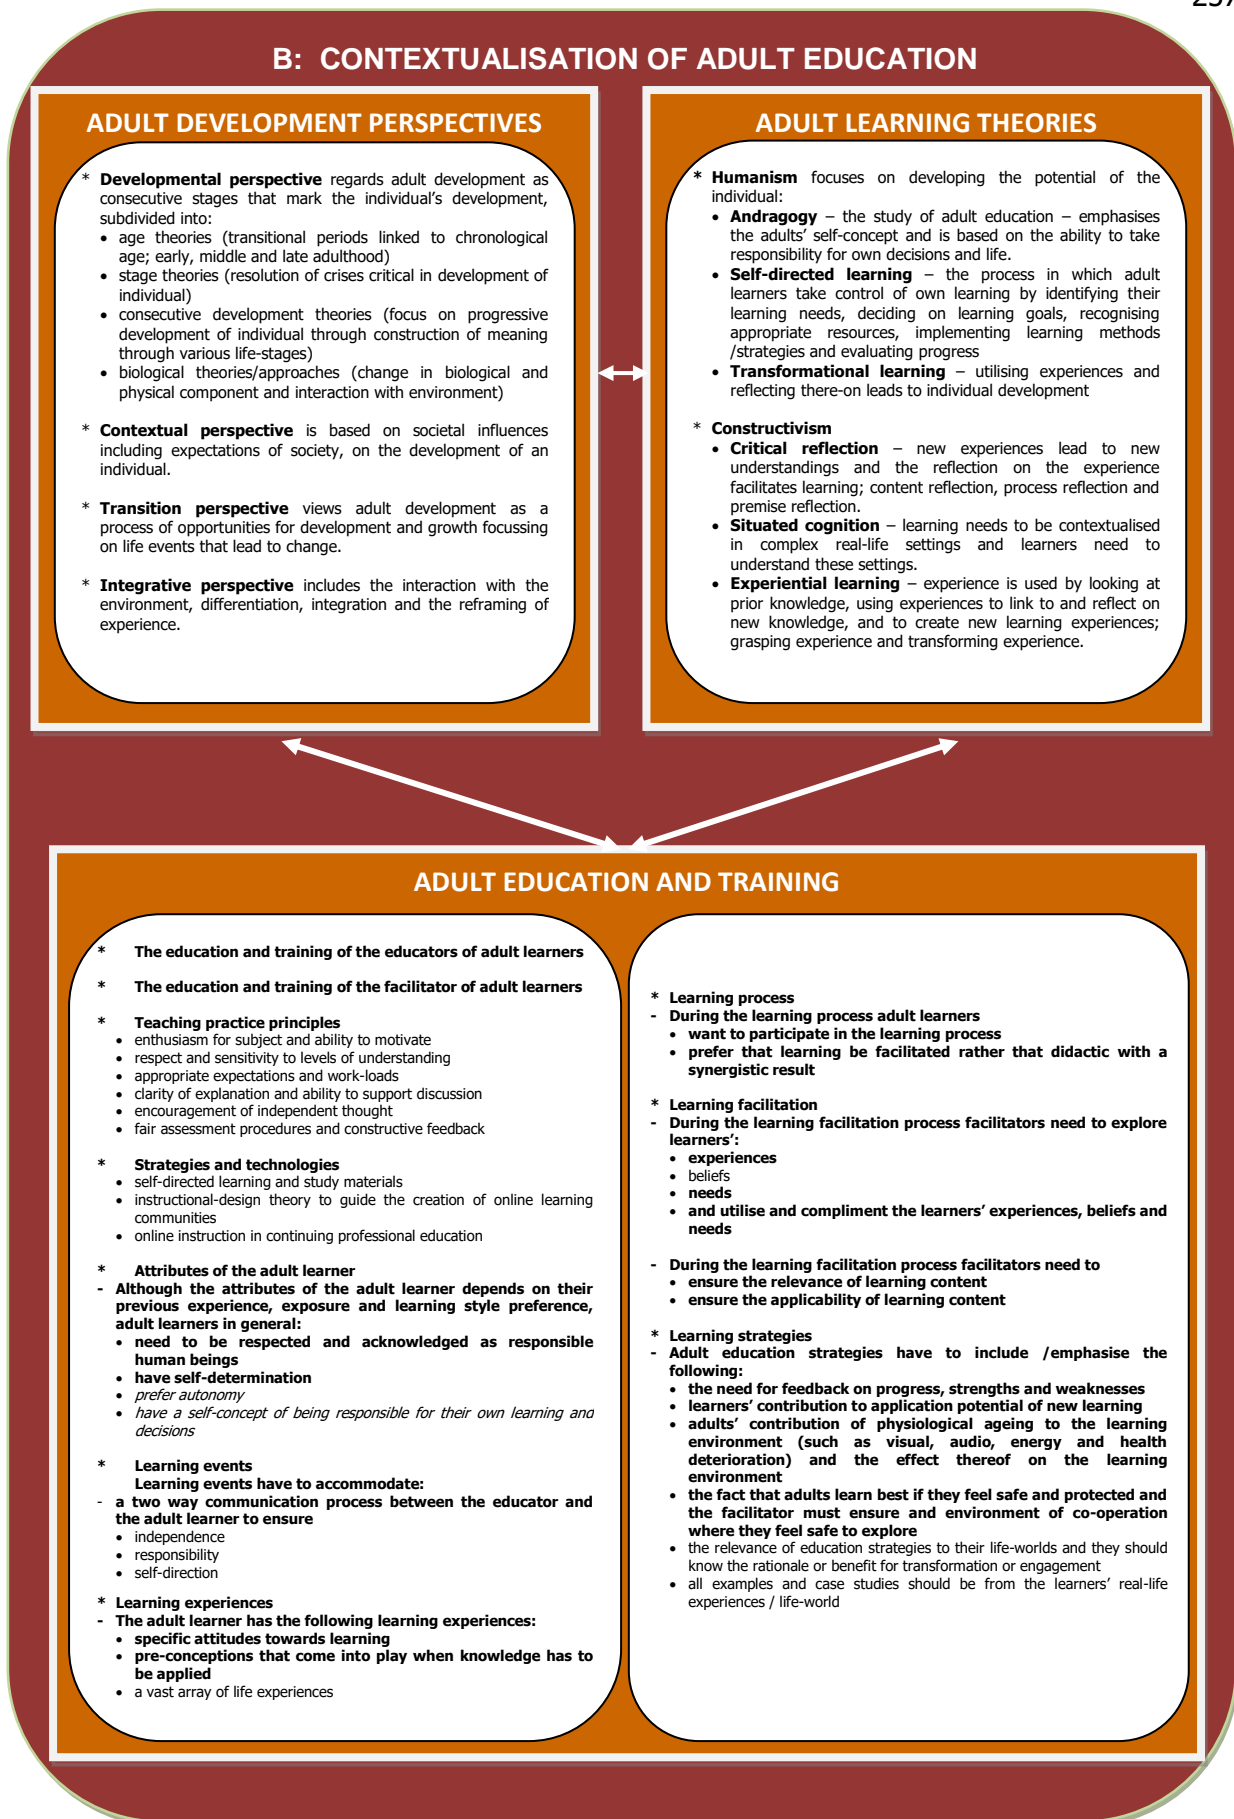 B: CONTEXTUALISATION OF ADULT EDUCATION
ADULT DEVELOPMENT PERSPECTIVES
* Developmental perspective regards adult development as
consecutive stages that mark the individual's development,
subdivided into:
• age theories (transitional periods linked to chronological
age; early, middle and late adulthood)
• stage theories (resolution of crises critical in development of
individual)
• consecutive development theories (focus on progressive
development of individual through construction of meaning
through various life-stages)
• biological theories/approaches (change in biological and
physical component and interaction with environment)
* Contextual perspective is based on societal influences
including expectations of society, on the development of an
individual.
* Transition perspective views adult development as a
process of opportunities for development and growth focussing
on life events that lead to change.
* Integrative perspective includes the interaction with the
environment, differentiation, integration and the reframing of
experience.
ADULT LEARNING THEORIES
* Humanism focuses on developing the potential of the
individual:
• Andragogy – the study of adult education – emphasises
the adults' self-concept and is based on the ability to take
responsibility for own decisions and life.
• Self-directed learning – the process in which adult
learners take control of own learning by identifying their
learning needs, deciding on learning goals, recognising
appropriate resources, implementing learning methods
/strategies and evaluating progress
• Transformational learning – utilising experiences and
reflecting there-on leads to individual development
* Constructivism
• Critical reflection – new experiences lead to new
understandings and the reflection on the experience
facilitates learning; content reflection, process reflection and
premise reflection.
• Situated cognition – learning needs to be contextualised
in complex real-life settings and learners need to
understand these settings.
• Experiential learning – experience is used by looking at
prior knowledge, using experiences to link to and reflect on
new knowledge, and to create new learning experiences;
grasping experience and transforming experience.
ADULT EDUCATION AND TRAINING
* The education and training of the educators of adult learners
* The education and training of the facilitator of adult learners
* Teaching practice principles
• enthusiasm for subject and ability to motivate
• respect and sensitivity to levels of understanding
• appropriate expectations and work-loads
• clarity of explanation and ability to support discussion
• encouragement of independent thought
• fair assessment procedures and constructive feedback
* Strategies and technologies
• self-directed learning and study materials
• instructional-design theory to guide the creation of online learning
communities
• online instruction in continuing professional education
* Attributes of the adult learner
- Although the attributes of the adult learner depends on their
previous experience, exposure and learning style preference,
adult learners in general:
• need to be respected and acknowledged as responsible
human beings
• have self-determination
• prefer autonomy
• have a self-concept of being responsible for their own learning and
decisions
* Learning events
Learning events have to accommodate:
- a two way communication process between the educator and
the adult learner to ensure
• independence
• responsibility
• self-direction
* Learning experiences
- The adult learner has the following learning experiences:
• specific attitudes towards learning
• pre-conceptions that come into play when knowledge has to
be applied
• a vast array of life experiences
* Learning process
- During the learning process adult learners
• want to participate in the learning process
• prefer that learning be facilitated rather that didactic with a
synergistic result
* Learning facilitation
- During the learning facilitation process facilitators need to explore
learners':
• experiences
• beliefs
• needs
• and utilise and compliment the learners' experiences, beliefs and
needs
- During the learning facilitation process facilitators need to
• ensure the relevance of learning content
• ensure the applicability of learning content
* Learning strategies
- Adult education strategies have to include /emphasise the
following:
• the need for feedback on progress, strengths and weaknesses
• learners' contribution to application potential of new learning
• adults' contribution of physiological ageing to the learning
environment (such as visual, audio, energy and health
deterioration) and the effect thereof on the learning
environment
• the fact that adults learn best if they feel safe and protected and
the facilitator must ensure and environment of co-operation
where they feel safe to explore
• the relevance of education strategies to their life-worlds and they should
know the rationale or benefit for transformation or engagement
• all examples and case studies should be from the learners' real-life
experiences / life-world